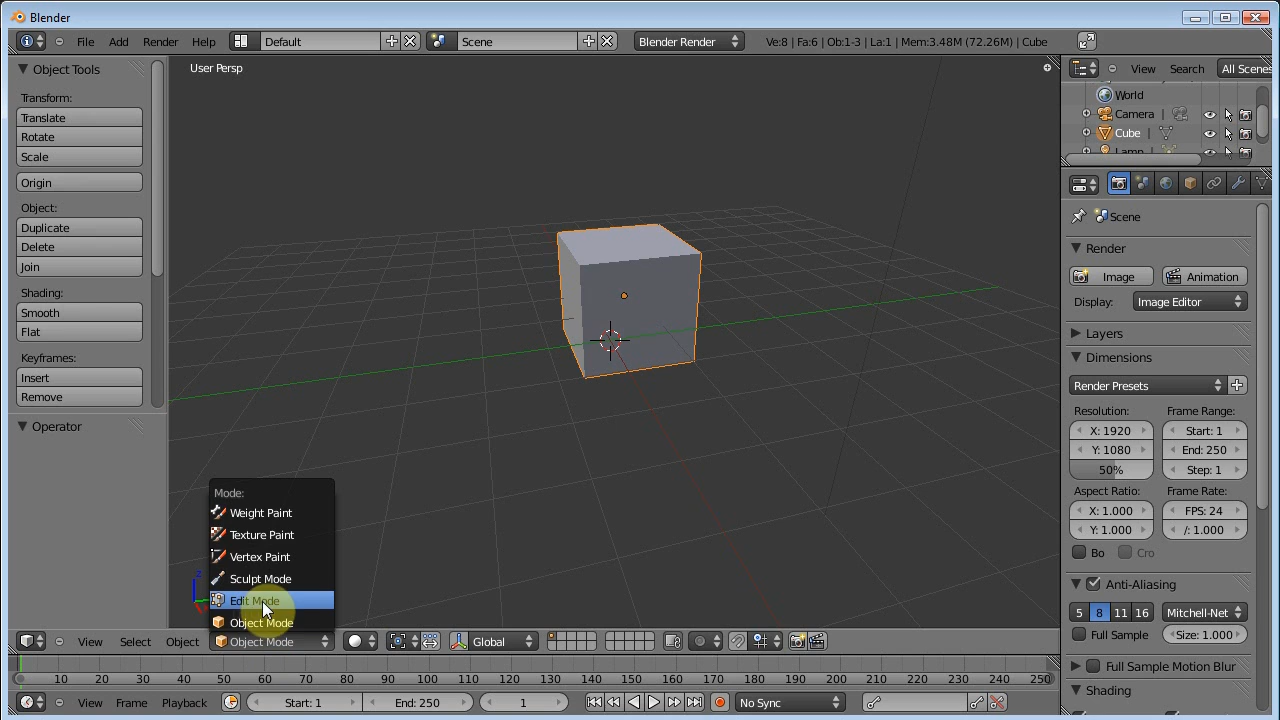 Blender
File Add Render Help Default Scene Blender Render Ve:8 | Fa:6 | Ob:1-3 | La:1 | Mem:3.48M (72.26M) | Cube
Object Tools
Transform:
Translate
Rotate
Scale
Origin
Object:
Duplicate
Delete
Join
Shading:
Smooth
Flat
Keyframes:
Insert
Remove
Operator
User Persp
Mode:
Weight Paint
Texture Paint
Vertex Paint
Sculpt Mode
Edit Mode
Object Mode
View Select Object Object Mode Global
View Search All Scenes
World
Camera
Cube
Lamp
Scene
Render
Image Animation
Display: Image Editor
Layers
Dimensions
Render Presets
Resolution: Frame Range:
X: 1920 Start: 1
Y: 1080 End: 250
50% Step: 1
Aspect Ratio: Frame Rate:
X: 1.000 FPS: 24
Y: 1.000 /: 1.000
Bo Cro
Anti-Aliasing
5 8 11 16 Mitchell-Net
Full Sample Size: 1.000
Full Sample Motion Blur
Shading
0 10 20 30 40 50 60 70 80 90 100 110 120 130 140 150 160 170 180 190 200 210 220 230 240 250
View Frame Playback Start: 1 End: 250 1 No Sync